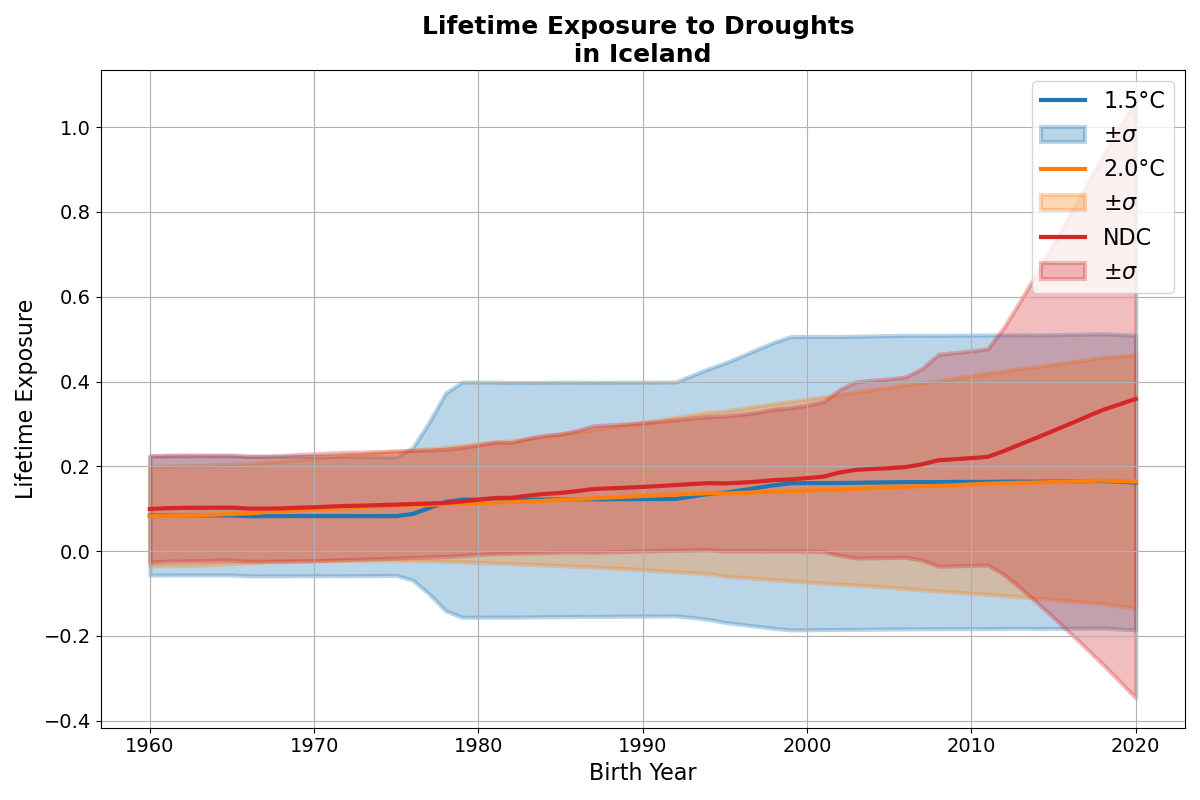 Lifetime Exposure to Droughts
in Iceland
1.5°C
±σ
2.0°C
±σ
NDC
±σ
Lifetime Exposure
1.0
0.8
0.6
0.4
0.2
0.0
−0.2
−0.4
1960 1970 1980 1990 2000 2010 2020
Birth Year